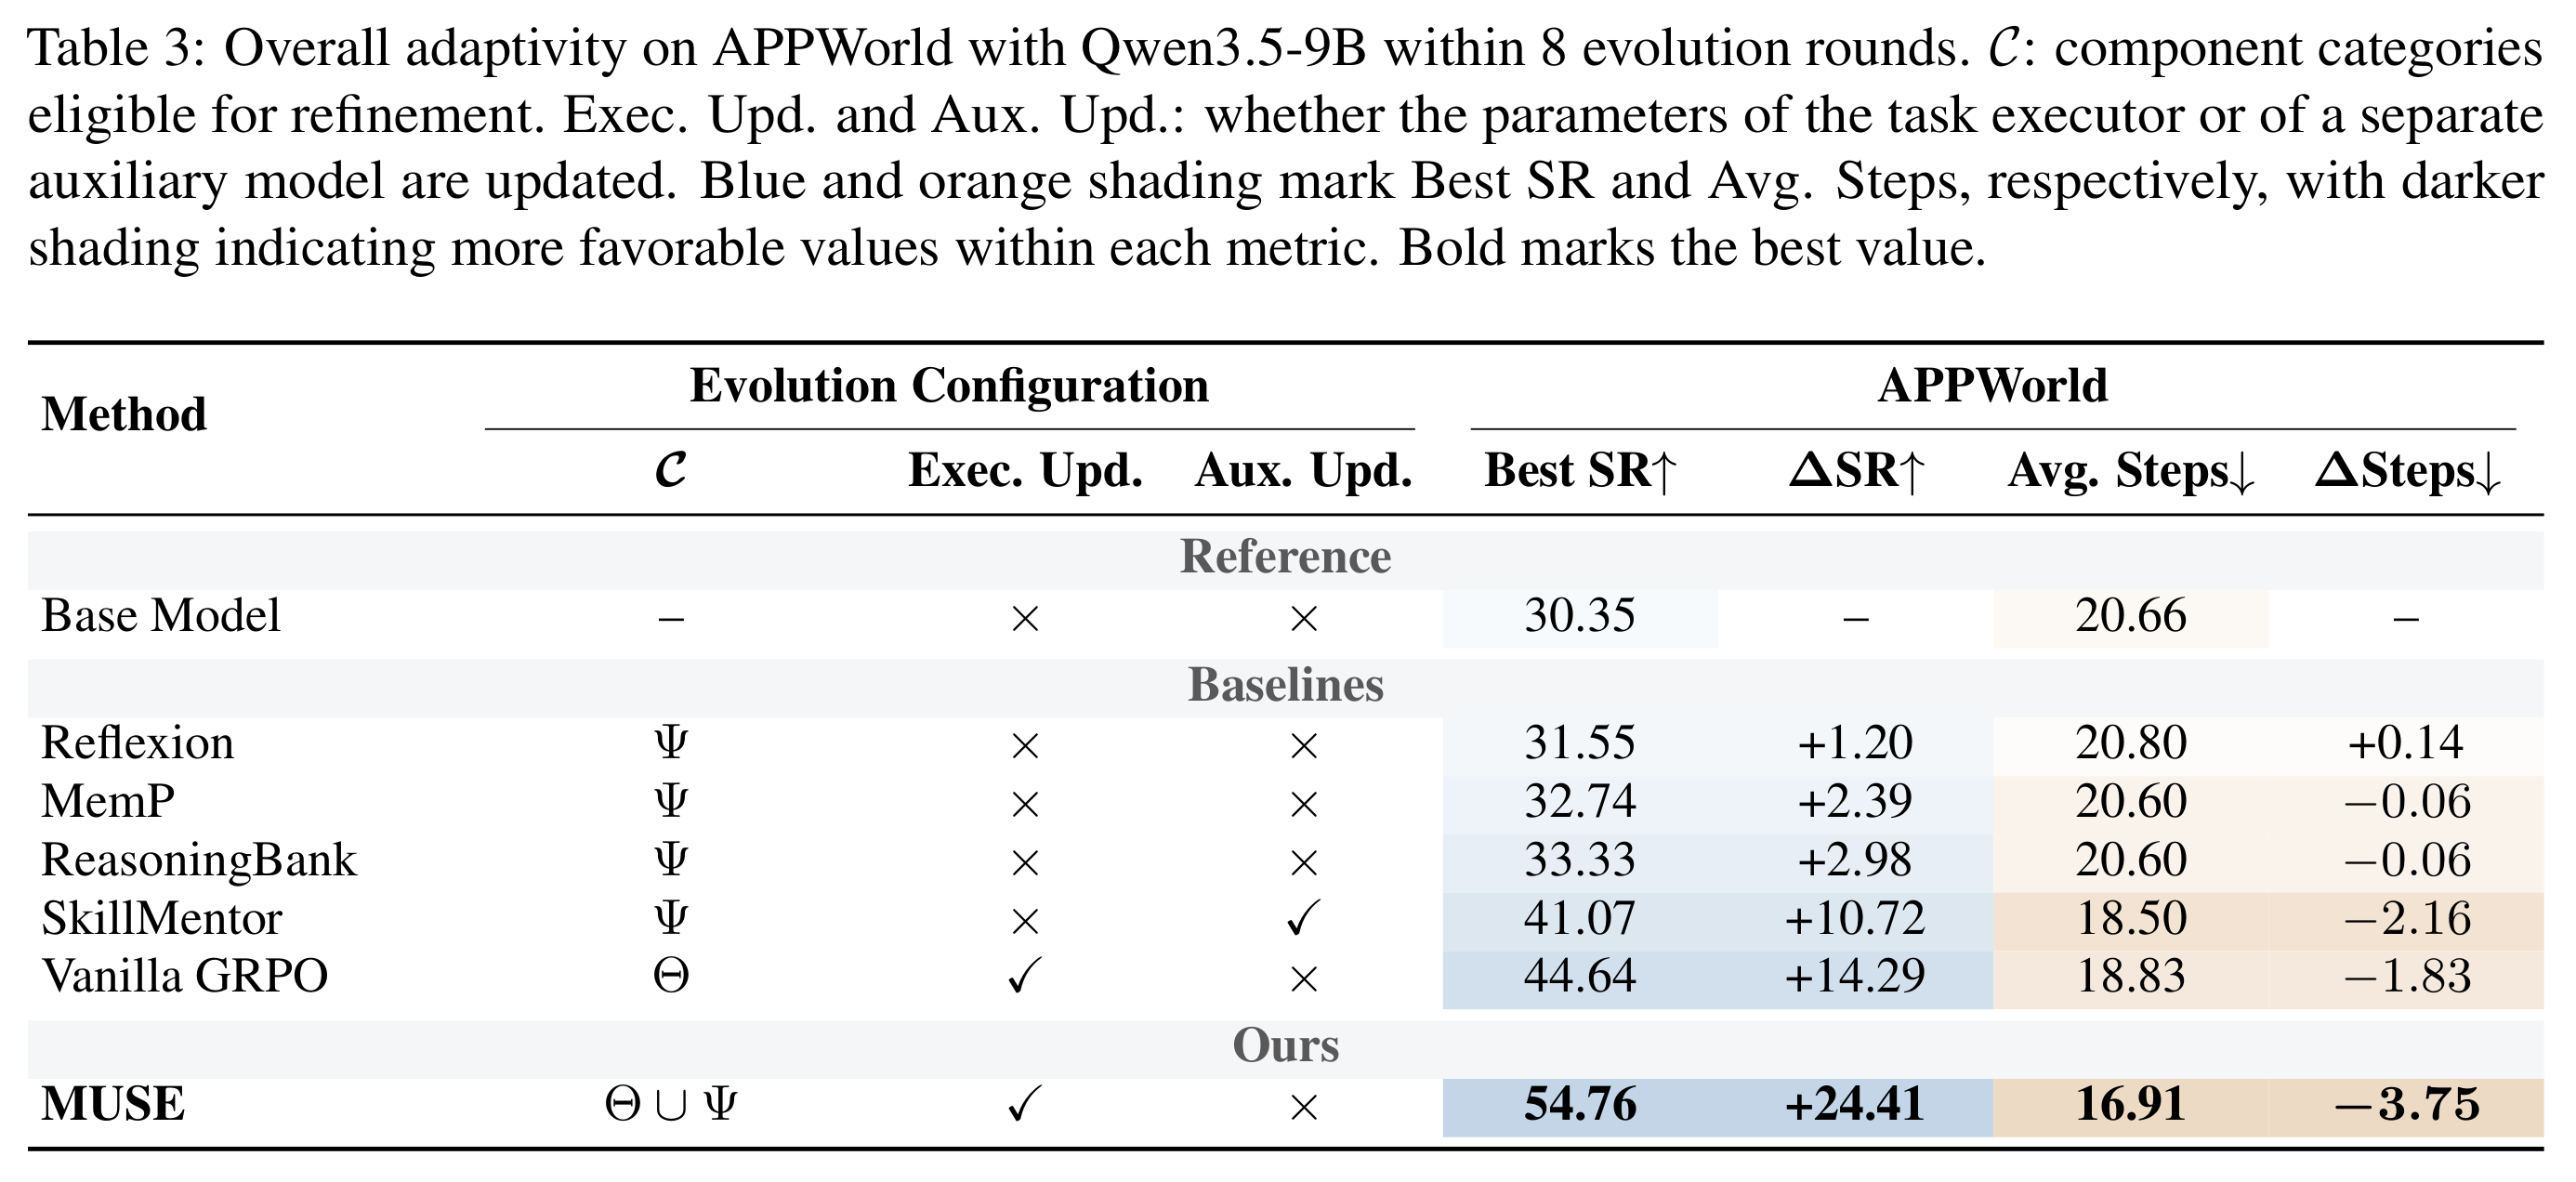 Table 3: Overall adaptivity on APPWorld with Qwen3.5-9B within 8 evolution rounds. 𝒞: component categories
eligible for refinement. Exec. Upd. and Aux. Upd.: whether the parameters of the task executor or of a separate
auxiliary model are updated. Blue and orange shading mark Best SR and Avg. Steps, respectively, with darker
shading indicating more favorable values within each metric. Bold marks the best value.
Method Evolution Configuration APPWorld
𝒞 Exec. Upd. Aux. Upd. Best SR↑ ΔSR↑ Avg. Steps↓ ΔSteps↓
Reference
Base Model – × × 30.35 – 20.66 –
Baselines
Reflexion Ψ × × 31.55 +1.20 20.80 +0.14
MemP Ψ × × 32.74 +2.39 20.60 −0.06
ReasoningBank Ψ × × 33.33 +2.98 20.60 −0.06
SkillMentor Ψ × ✓ 41.07 +10.72 18.50 −2.16
Vanilla GRPO Θ ✓ × 44.64 +14.29 18.83 −1.83
Ours
MUSE Θ ∪ Ψ ✓ × 54.76 +24.41 16.91 −3.75